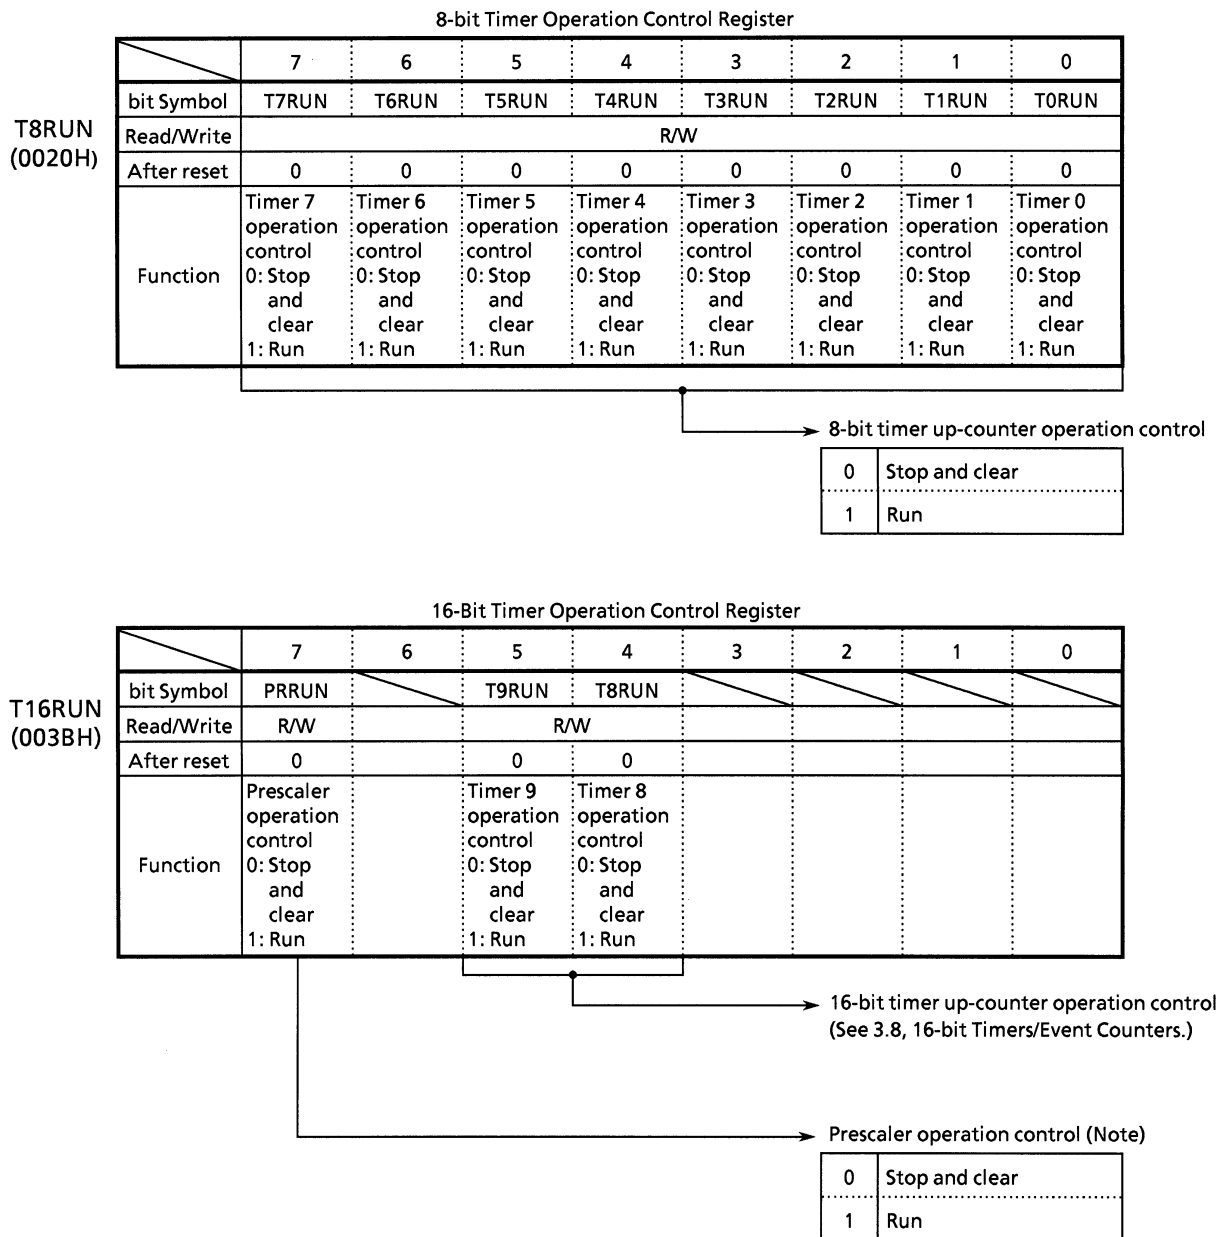 8-bit Timer Operation Control Register
7 6 5 4 3 2 1 0
bit Symbol T7RUN T6RUN T5RUN T4RUN T3RUN T2RUN T1RUN T0RUN
T8RUN
(0020H)
Read/Write R/W
After reset 0 0 0 0 0 0 0 0
Function
Timer 7 Timer 6 Timer 5 Timer 4 Timer 3 Timer 2 Timer 1 Timer 0
operation operation operation operation operation operation operation operation
control control control control control control control control
0: Stop 0: Stop 0: Stop 0: Stop 0: Stop 0: Stop 0: Stop 0: Stop
and and and and and and and and
clear clear clear clear clear clear clear clear
1: Run 1: Run 1: Run 1: Run 1: Run 1: Run 1: Run 1: Run
8-bit timer up-counter operation control
0 Stop and clear
1 Run
16-Bit Timer Operation Control Register
7 6 5 4 3 2 1 0
bit Symbol PRRUN T9RUN T8RUN
T16RUN
(003BH)
Read/Write R/W R/W
After reset 0 0 0
Function
Prescaler Timer 9 Timer 8
operation operation operation
control control control
0: Stop 0: Stop 0: Stop
and and and
clear clear clear
1: Run 1: Run 1: Run
16-bit timer up-counter operation control
(See 3.8, 16-bit Timers/Event Counters.)
Prescaler operation control (Note)
0 Stop and clear
1 Run